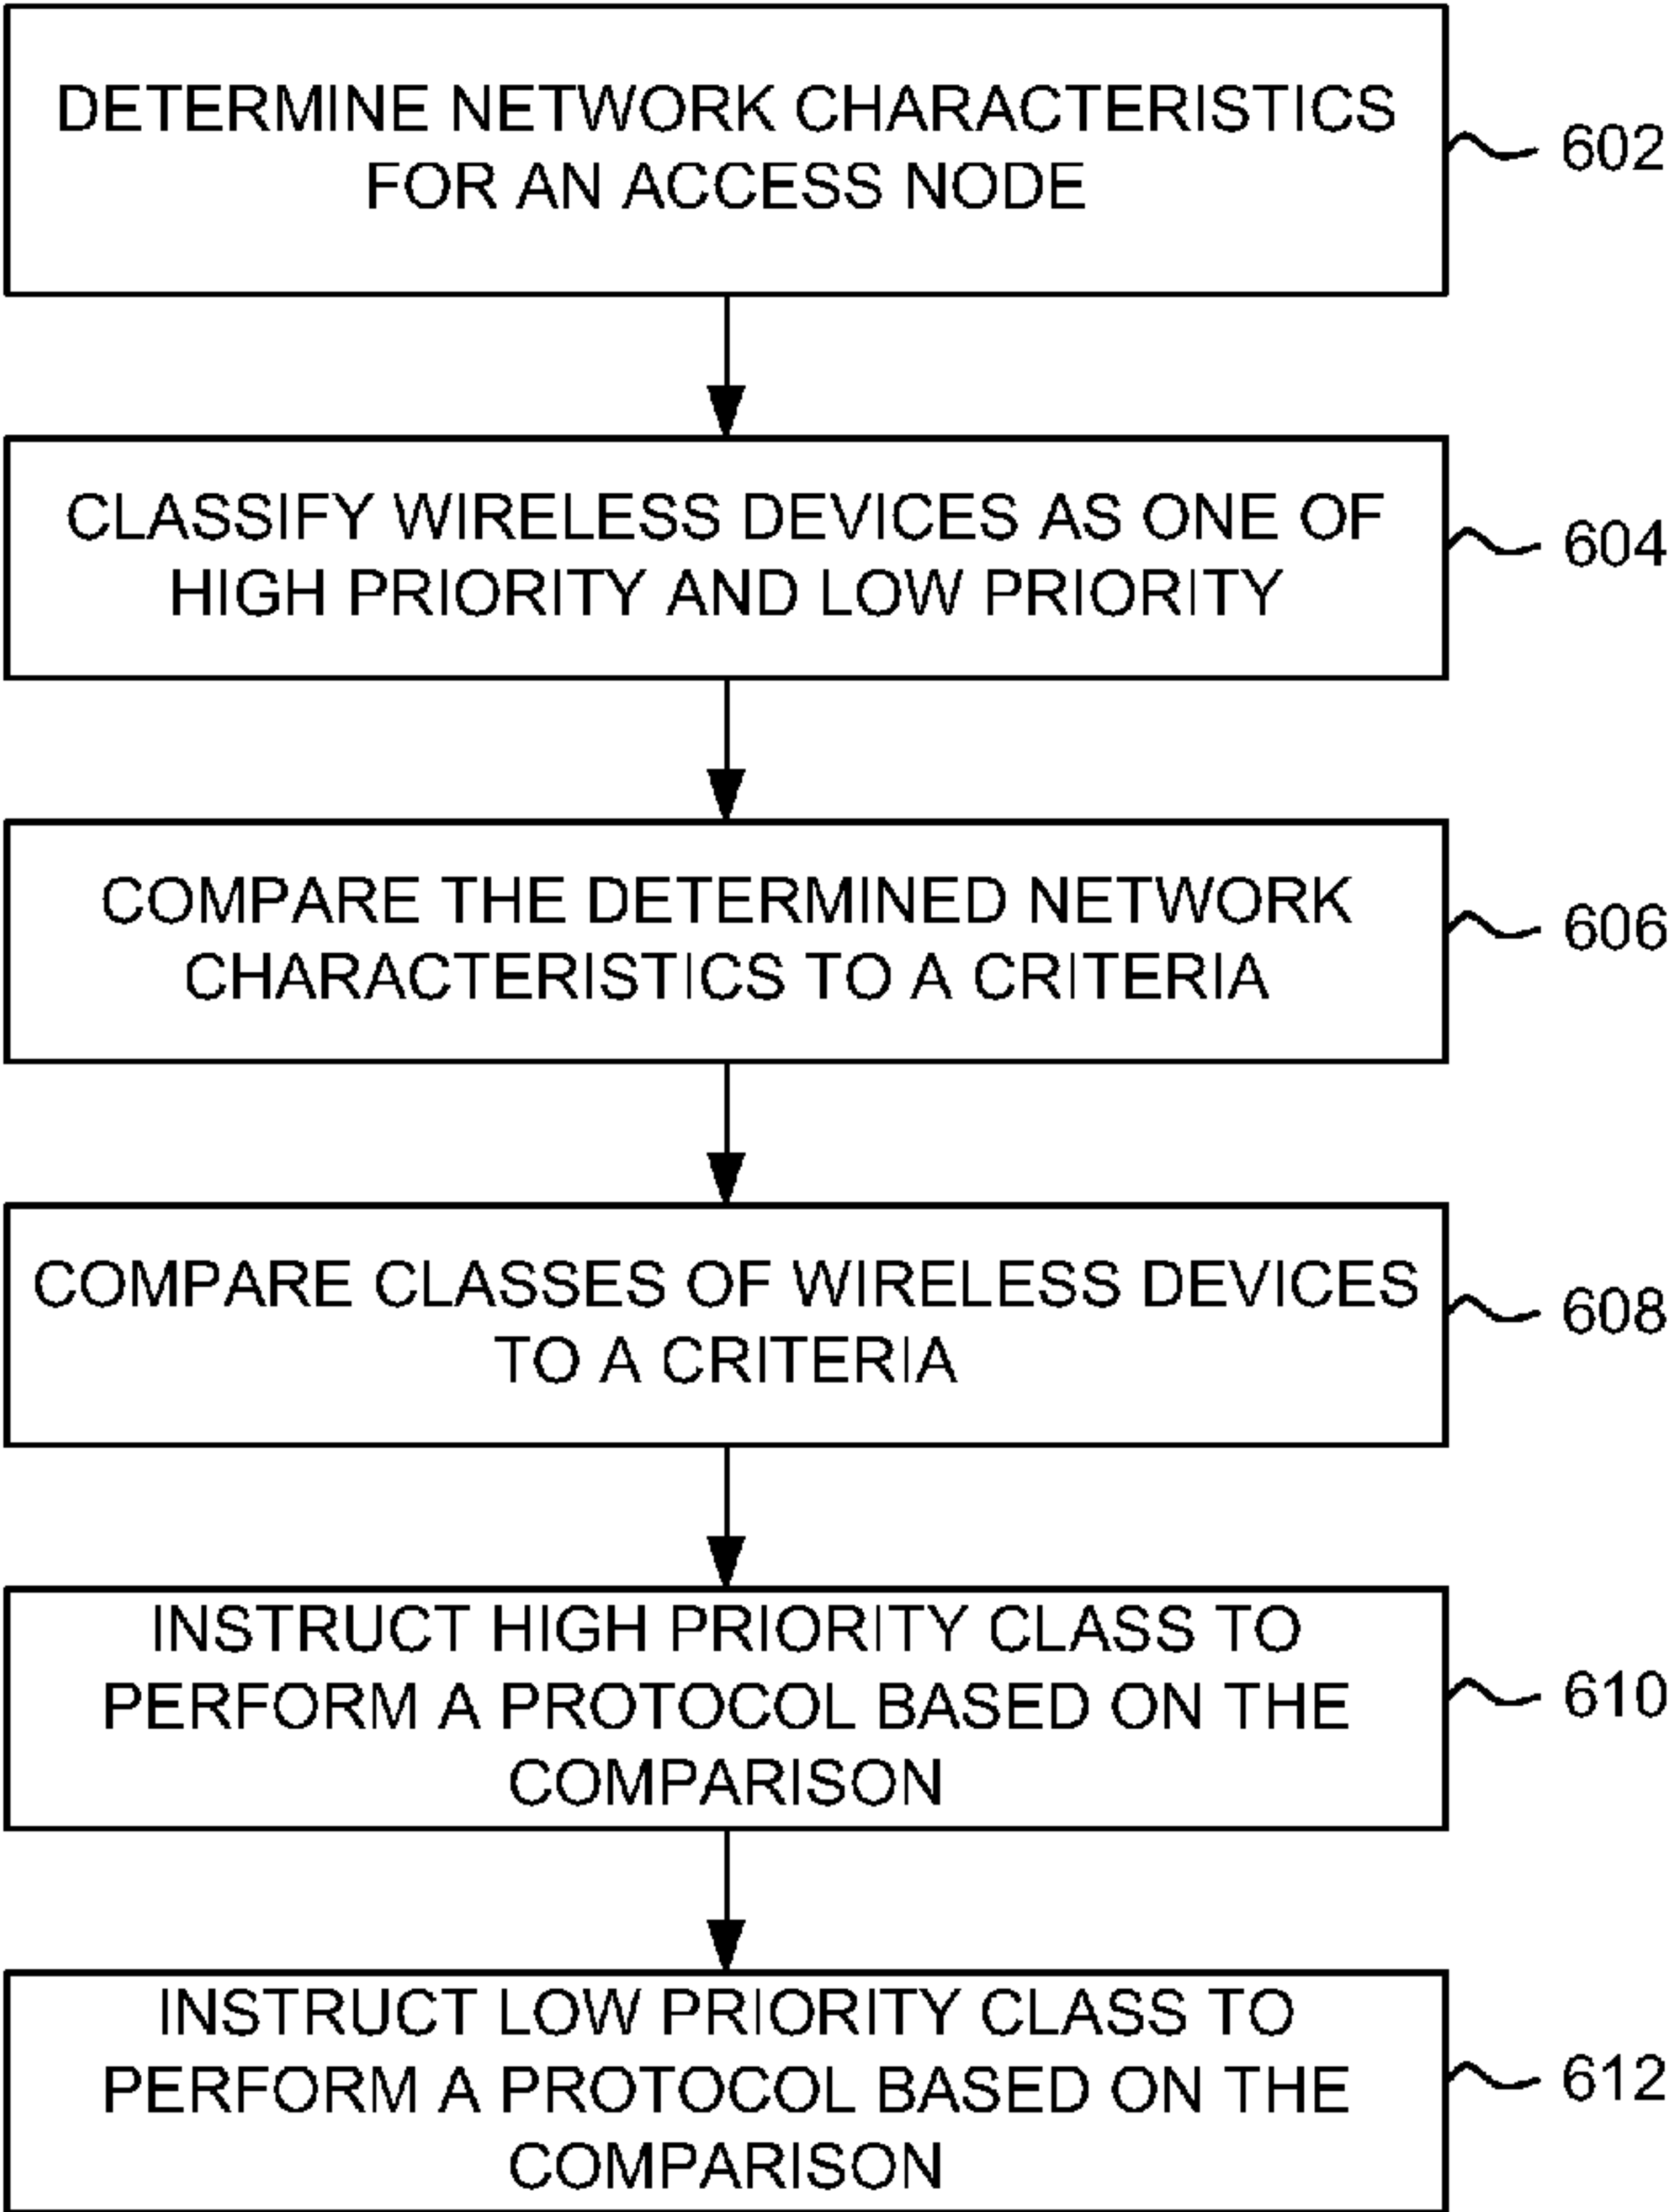 DETERMINE NETWORK CHARACTERISTICS
FOR AN ACCESS NODE
602
CLASSIFY WIRELESS DEVICES AS ONE OF
HIGH PRIORITY AND LOW PRIORITY
604
COMPARE THE DETERMINED NETWORK
CHARACTERISTICS TO A CRITERIA
606
COMPARE CLASSES OF WIRELESS DEVICES
TO A CRITERIA
608
INSTRUCT HIGH PRIORITY CLASS TO
PERFORM A PROTOCOL BASED ON THE
COMPARISON
610
INSTRUCT LOW PRIORITY CLASS TO
PERFORM A PROTOCOL BASED ON THE
COMPARISON
612